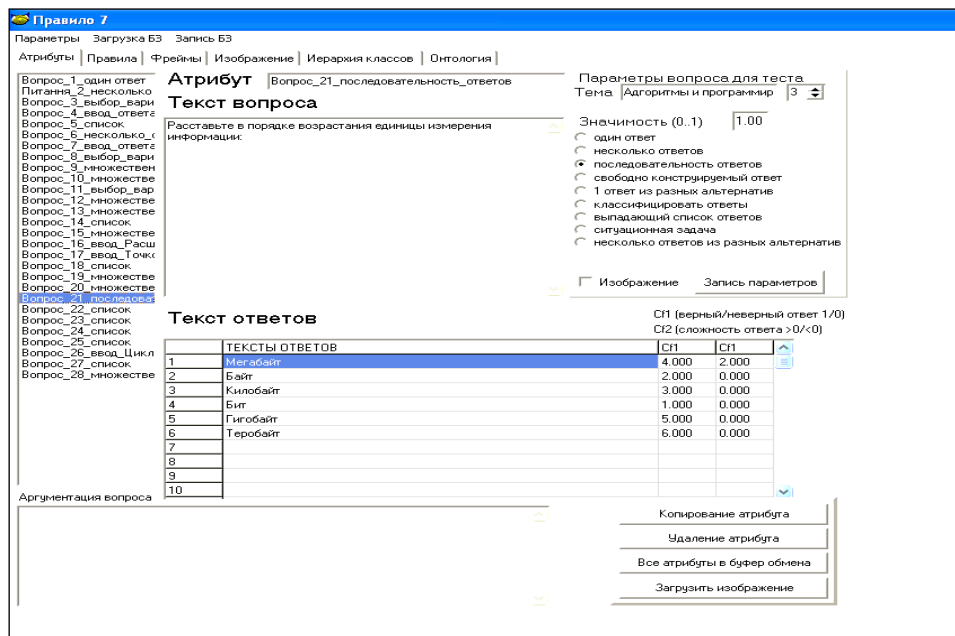 Правило 7
Параметры Загрузка БЗ Запись БЗ
Атрибуты Правила Фреймы Изображение Иерархия классов Онтология
Вопрос_1_один ответ
Питання_2_несколько
Вопрос_3_выбор_вари
Вопрос_4_ввод_ответа
Вопрос_5_список
Вопрос_6_несколько_о
Вопрос_7_ввод_ответа
Вопрос_8_выбор_вари
Вопрос_9_множествен
Вопрос_10_множестве
Вопрос_11_выбор_вар
Вопрос_12_множестве
Вопрос_13_множестве
Вопрос_14_список
Вопрос_15_множестве
Вопрос_16_ввод_Расш
Вопрос_17_ввод_Точко
Вопрос_18_список
Вопрос_19_множестве
Вопрос_20_множестве
Вопрос_21_последоват
Вопрос_22_список
Вопрос_23_список
Вопрос_24_список
Вопрос_25_список
Вопрос_26_ввод_Цикл
Вопрос_27_список
Вопрос_28_множестве
Атрибут Вопрос_21_последовательность_ответов
Текст вопроса
Расставьте в порядке возрастания единицы измерения
информации:
Параметры вопроса для теста
Тема Адгоритмы и программир 3
Значимость (0..1) 1.00
один ответ
несколько ответов
последовательность ответов
свободно конструируемый ответ
1 ответ из разных альтернатив
классифицировать ответы
выпадающий список ответов
ситуационная задача
несколько ответов из разных альтернатив
Изображение Запись параметров
Текст ответов
Cf1 (верный/неверный ответ 1/0)
Cf2 (сложность ответа >0/<0)
ТЕКСТЫ ОТВЕТОВ Cf1 Cf1
1 Мегабайт 4.000 2.000
2 Байт 2.000 0.000
3 Килобайт 3.000 0.000
4 Бит 1.000 0.000
5 Гигобайт 5.000 0.000
6 Теробайт 6.000 0.000
7
8
9
10
Аргументация вопроса
Копирование атрибута
Удаление атрибута
Все атрибуты в буфер обмена
Загрузить изображение